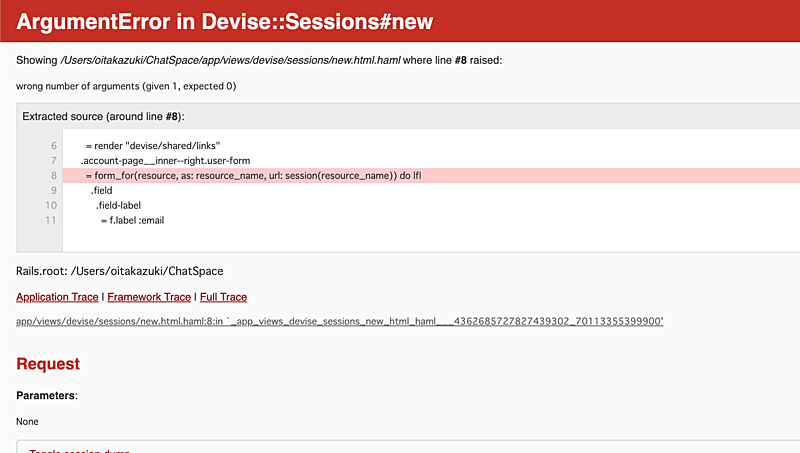 ArgumentError in Devise::Sessions#new
Showing /Users/oitakazuki/ChatSpace/app/views/devise/sessions/new.html.haml where line #8 raised:
wrong number of arguments (given 1, expected 0)
Extracted source (around line #8):
6 = render "devise/shared/links"
7 .account-page__inner--right.user-form
8 = form_for(resource, as: resource_name, url: session(resource_name)) do |f|
9 .field
10 .field-label
11 = f.label :email
Rails.root: /Users/oitakazuki/ChatSpace
Application Trace | Framework Trace | Full Trace
app/views/devise/sessions/new.html.haml:8:in `_app_views_devise_sessions_new_html_haml___4362685727827439302_70113355399900'
Request
Parameters:
None
Toggle session dump